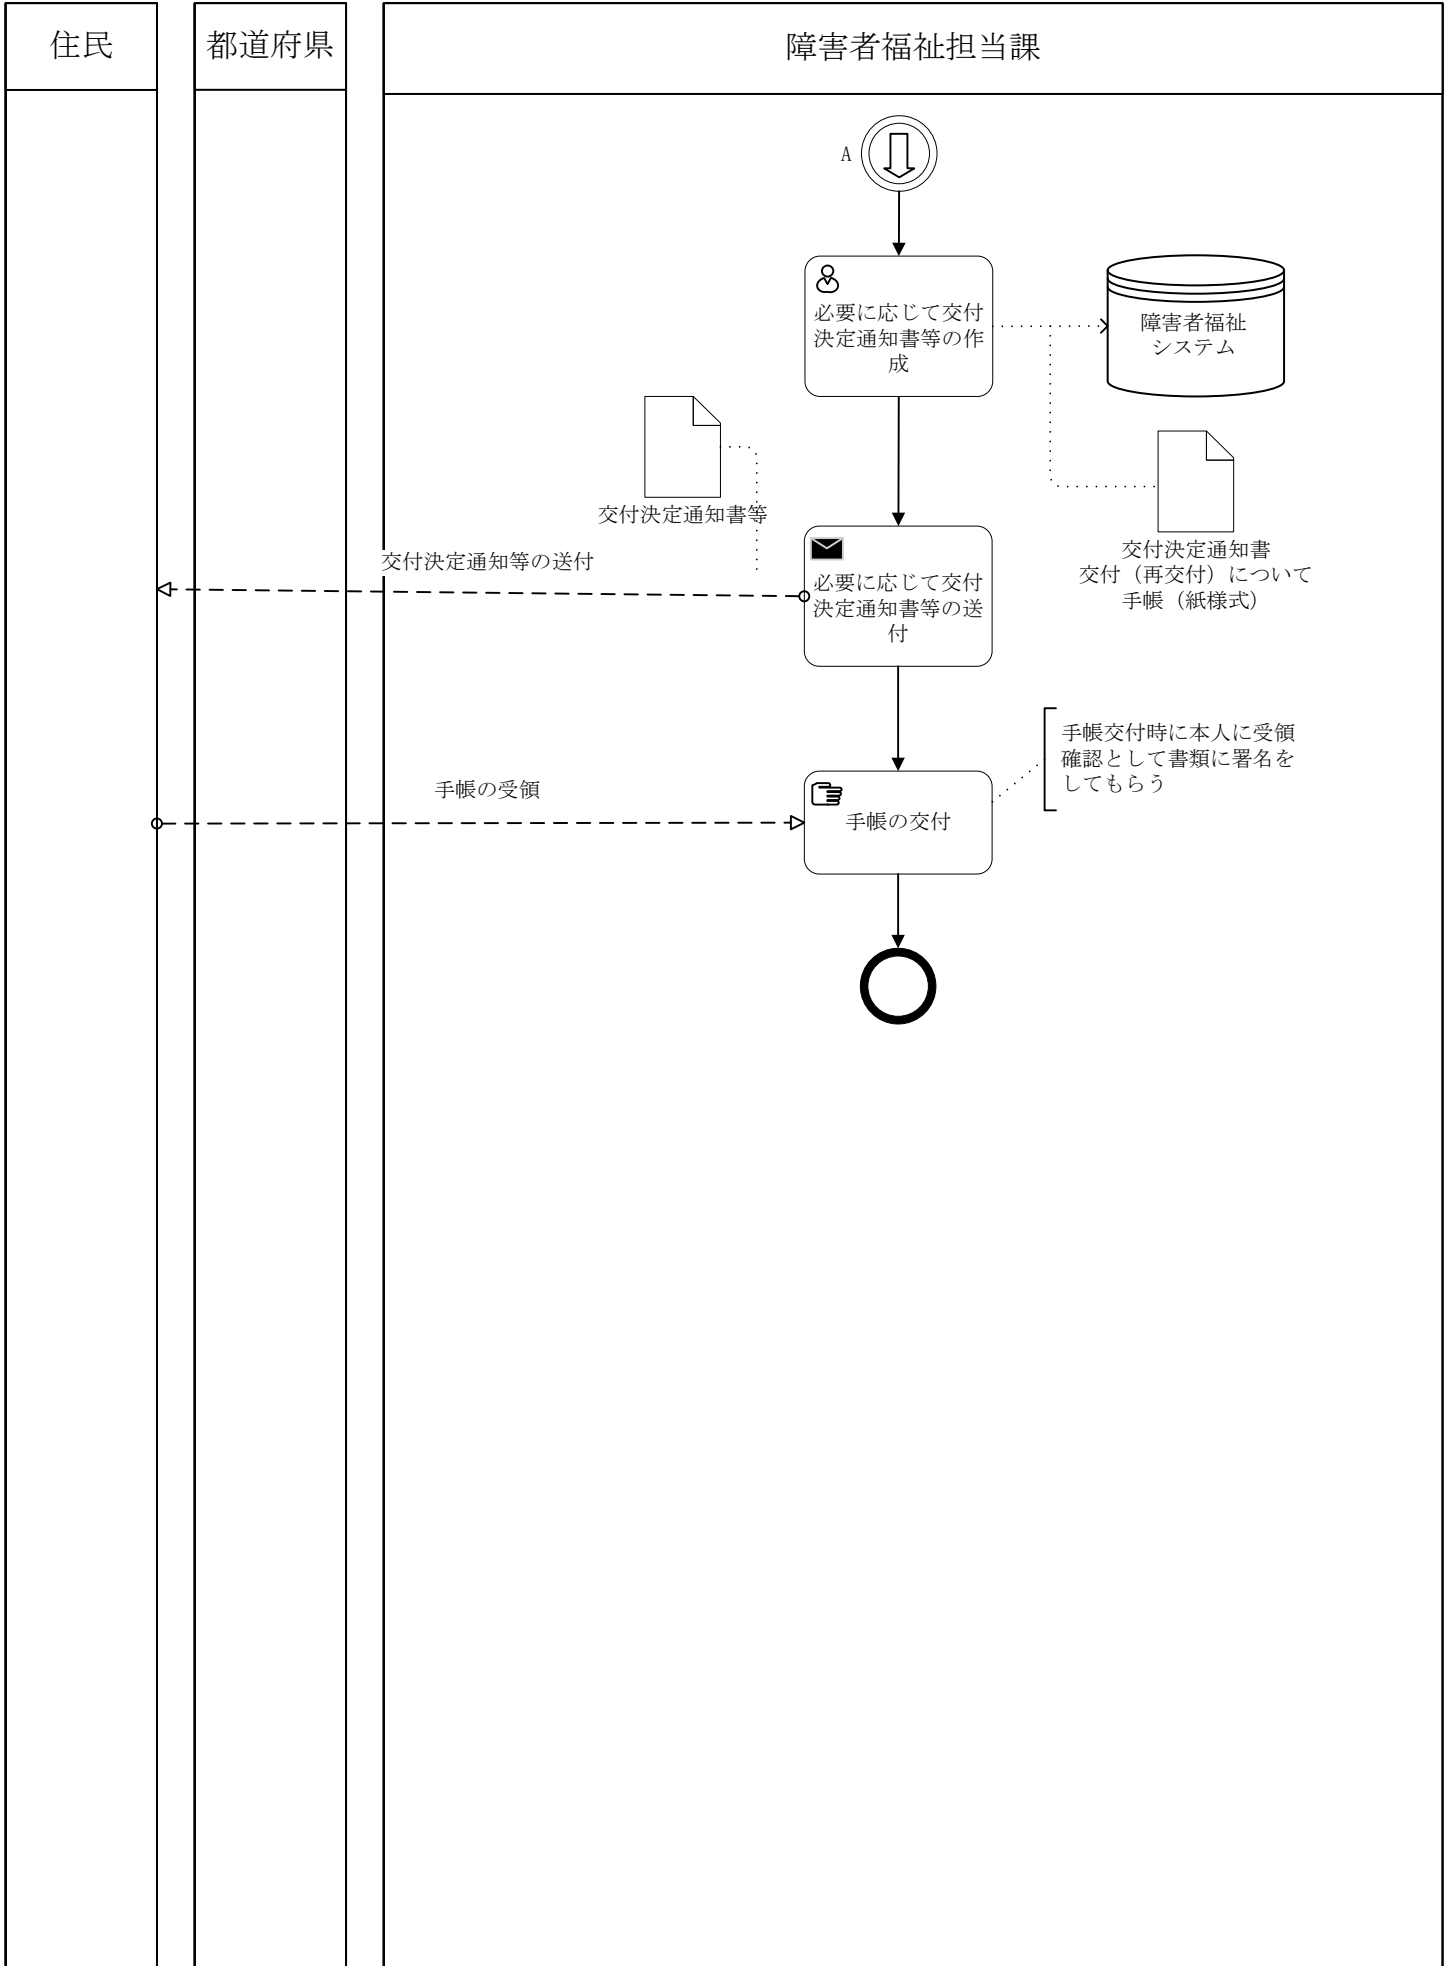 住民
都道府県
障害者福祉担当課
A
必要に応じて交付
決定通知書等の作
成
障害者福祉
システム
交付決定通知書等
交付決定通知書
交付（再交付）について
手帳（紙様式）
交付決定通知等の送付
必要に応じて交付
決定通知書等の送
付
手帳交付時に本人に受領
確認として書類に署名を
してもらう
手帳の受領
手帳の交付